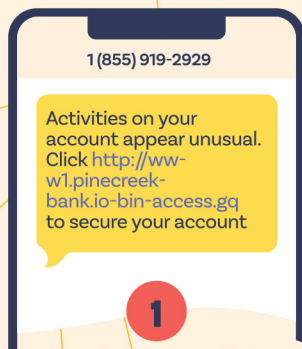 1 (855) 919-2929
Activities on your
account appear unusual.
Click http://ww-
w1.pinecreek-
bank.io-bin-access.gq
to secure your account
1